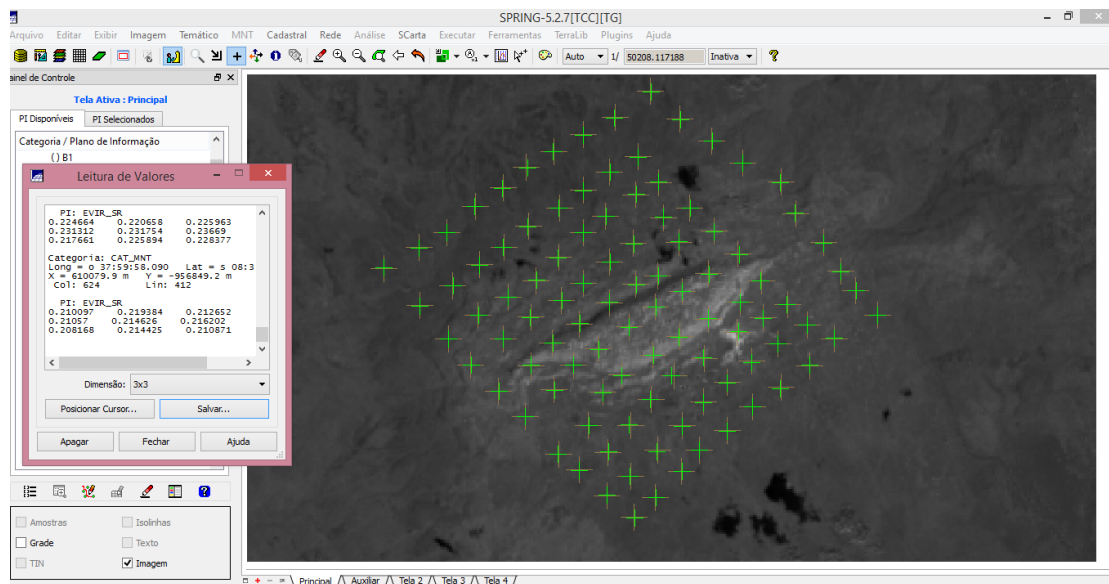 SPRING-5.2.7[TCC][TG]
Arquivo Editar Exibir Imagem Temático MNT Cadastral Rede Análise SCarta Executar Ferramentas TerraLib Plugins Ajuda
Auto 1/ 50208.117188 Inativa
ainel de Controle
Tela Ativa : Principal
PI Disponíveis PI Selecionados
Categoria / Plano de Informação
() B1
Leitura de Valores
PI: EVIR_SR
0.224664 0.220658 0.225963
0.231312 0.231754 0.23669
0.217661 0.225894 0.228377
Categoria: CAT_MNT
Long = o 37:59:58.090 Lat = s 08:3
X = 610079.9 m Y = -956849.2 m
Col: 624 Lin: 412
PI: EVIR_SR
0.210097 0.219384 0.212652
0.21057 0.214626 0.216202
0.208168 0.214425 0.210871
Dimensão: 3x3
Posicionar Cursor... Salvar...
Apagar Fechar Ajuda
Amostras Isolinhas
Grade Texto
TIN Imagem
Principal Auxiliar Tela 2 Tela 3 Tela 4